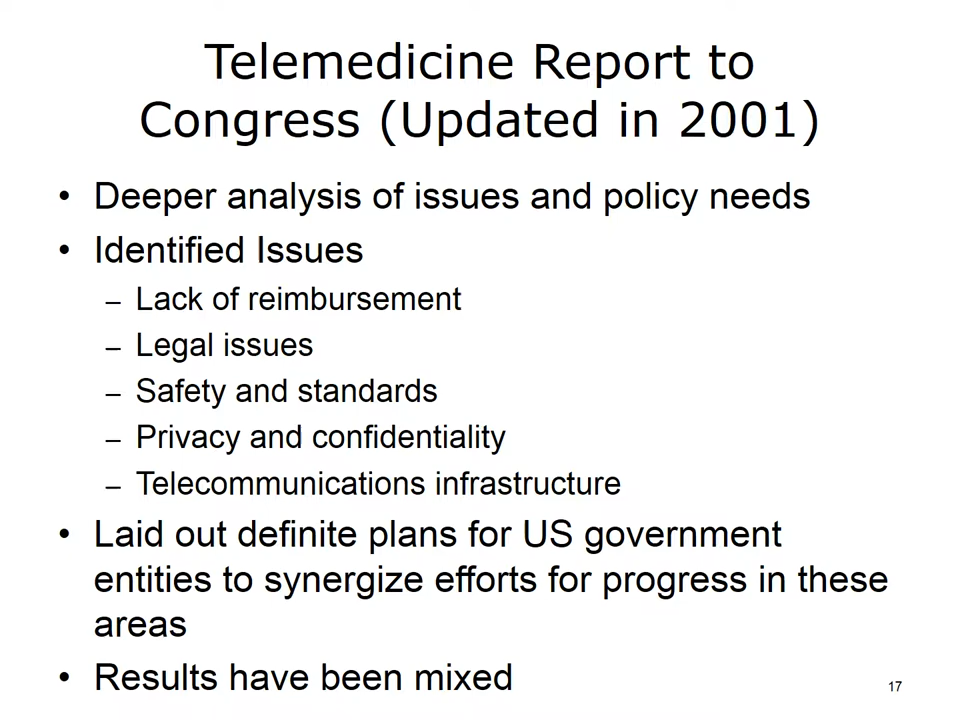 Telemedicine Report to
Congress (Updated in 2001)
• Deeper analysis of issues and policy needs
• Identified Issues
– Lack of reimbursement
– Legal issues
– Safety and standards
– Privacy and confidentiality
– Telecommunications infrastructure
• Laid out definite plans for US government
entities to synergize efforts for progress in these
areas
• Results have been mixed
17